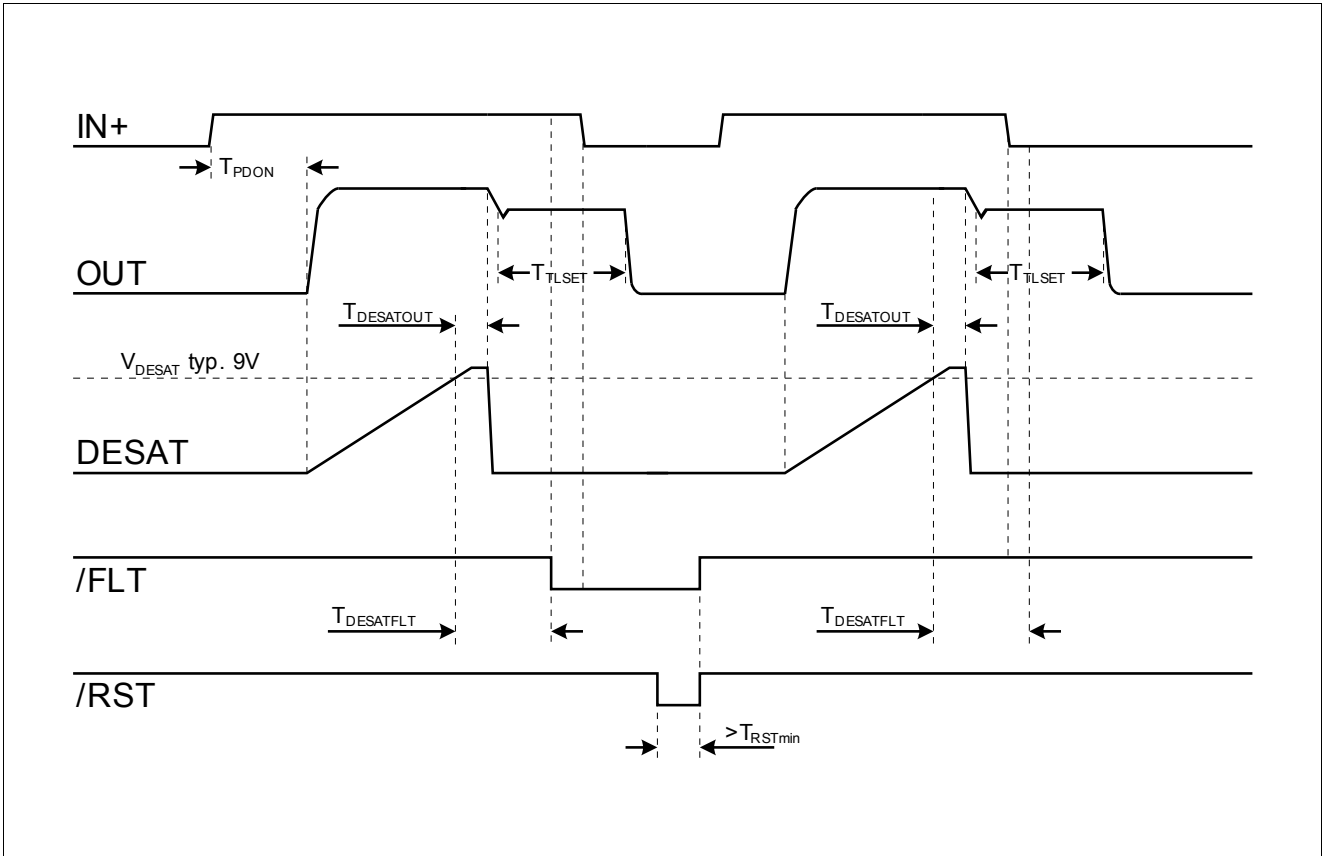 IN+
TPDON
OUT
TTLSET
TTLSET
TDESATOUT
TDESATOUT
VDESAT typ. 9V
DESAT
/FLT
TDESATFLT
TDESATFLT
/RST
>TRSTmin